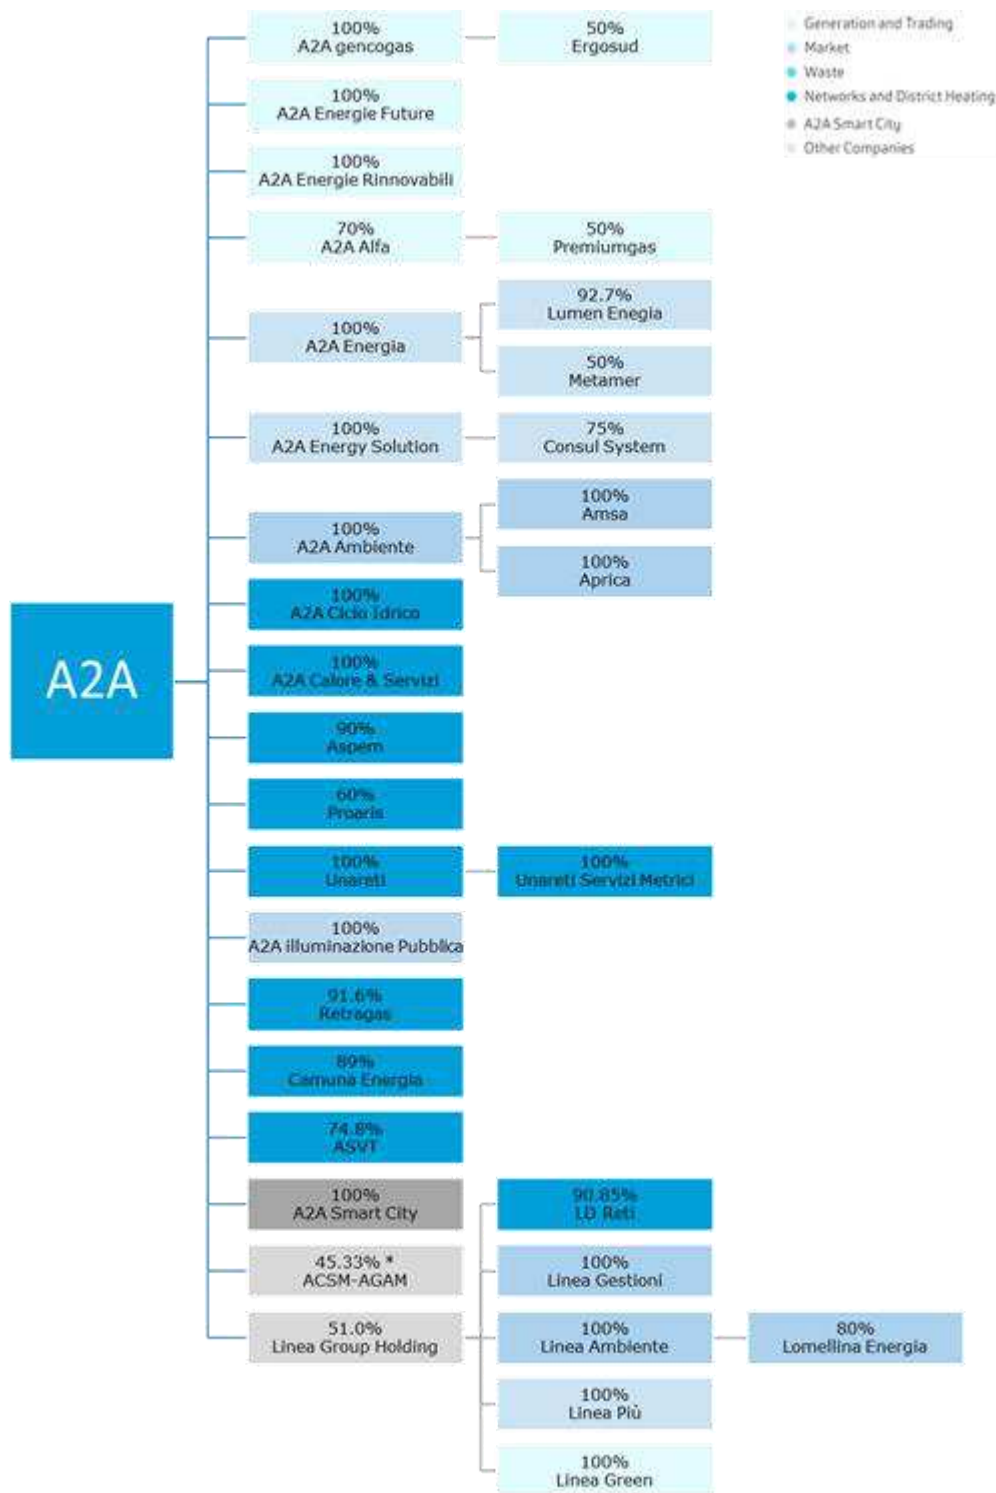 100%
A2A gencogas
50%
Ergosud
Generation and Trading
Market
Waste
Networks and District Heating
A2A Smart City
Other Companies
100%
A2A Energie Future
100%
A2A Energie Rinnovabili
70%
A2A Alfa
50%
Premiumgas
92.7%
Lumen Enegia
100%
A2A Energia
50%
Metamer
100%
A2A Energy Solution
75%
Consul System
100%
Amsa
100%
A2A Ambiente
100%
Aprica
100%
A2A Ciclo Idrico
A2A
100%
A2A Calore & Servizi
90%
Aspem
60%
Proaris
100%
Unareti
100%
Unareti Servizi Metrici
100%
A2A illuminazione Pubblica
91.6%
Retragas
89%
Camuna Energia
74.8%
ASVT
100%
A2A Smart City
90.85%
LD Reti
45.33% *
ACSM-AGAM
100%
Linea Gestioni
51.0%
Linea Group Holding
100%
Linea Ambiente
80%
Lomellina Energia
100%
Linea Più
100%
Linea Green